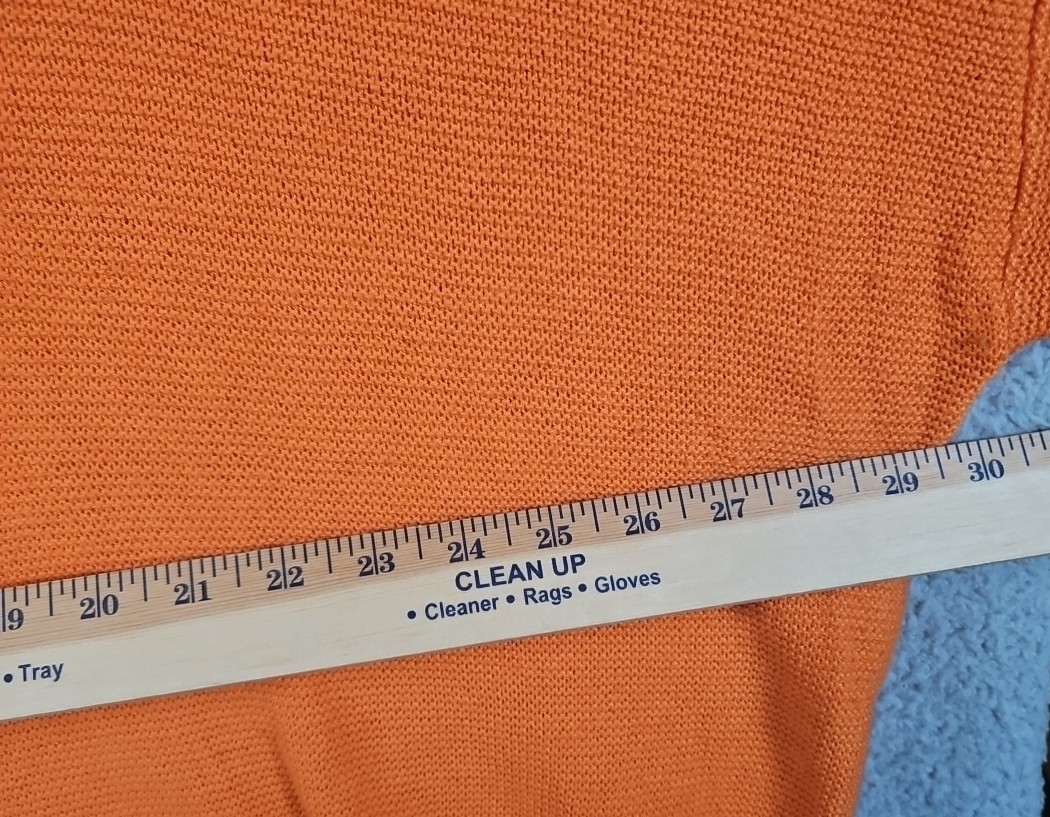 9 20 21 22 23 24 25 26 27 28 29 30
CLEAN UP
• Cleaner • Rags • Gloves
• Tray